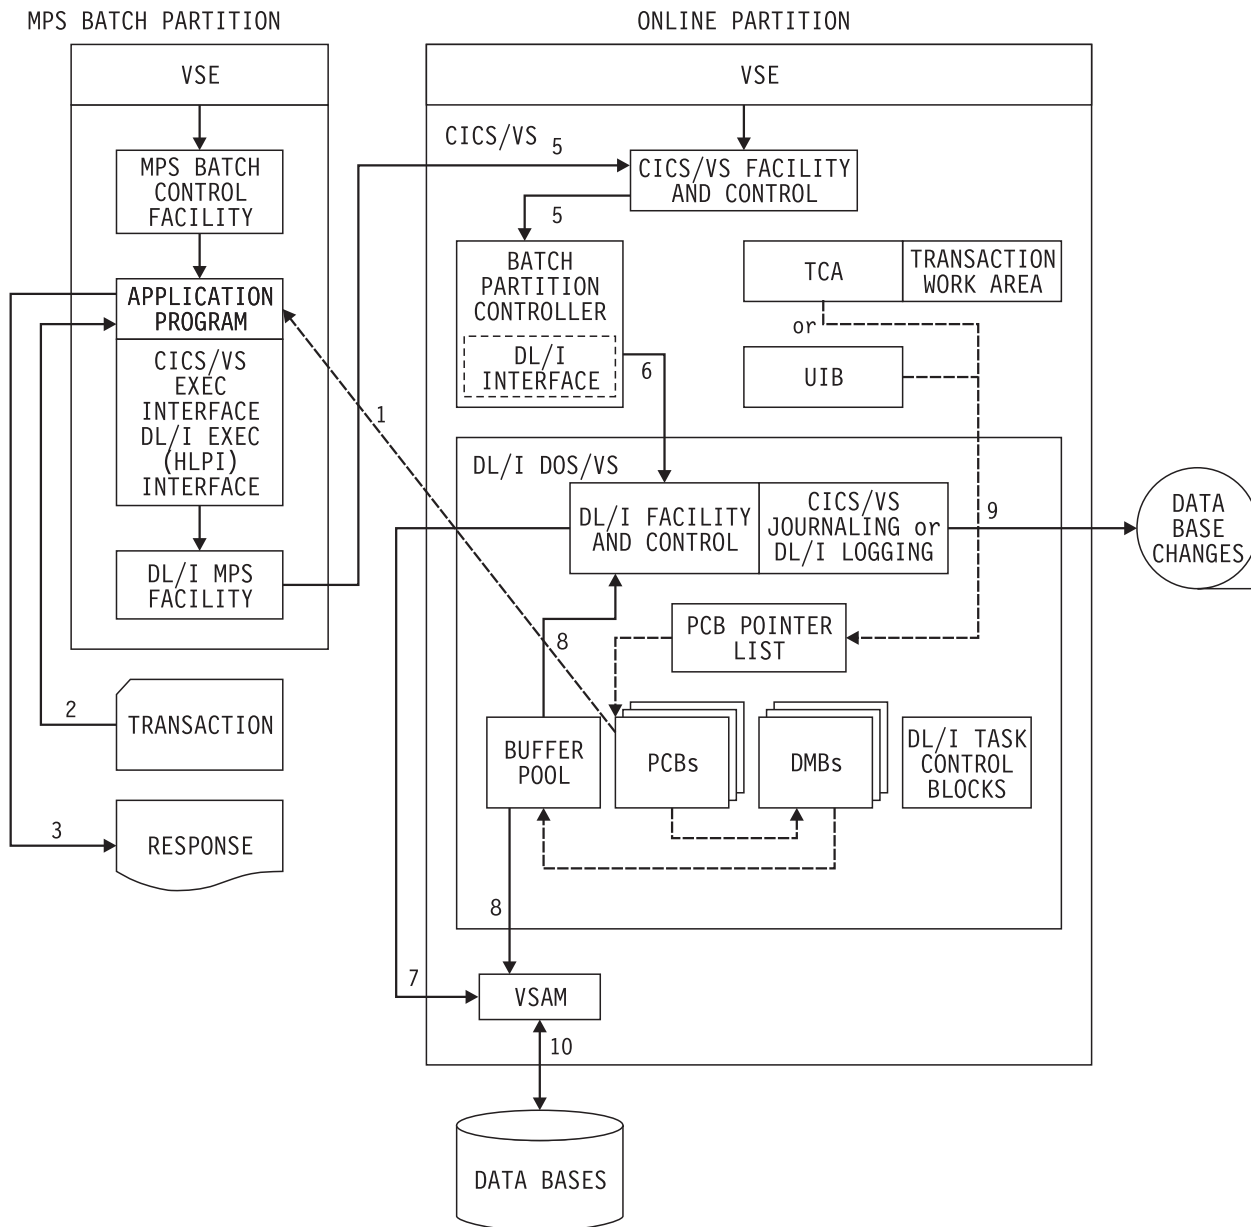 MPS BATCH PARTITION
ONLINE PARTITION
VSE
VSE
CICS/VS
5
MPS BATCH
CONTROL
FACILITY
CICS/VS FACILITY
AND CONTROL
5
BATCH
PARTITION
CONTROLLER
DL/I
INTERFACE
TCA
TRANSACTION
WORK AREA
or
UIB
APPLICATION
PROGRAM
CICS/VS
EXEC
INTERFACE
DL/I EXEC
(HLPI)
INTERFACE
1
6
DL/I DOS/VS
DL/I FACILITY
AND CONTROL
CICS/VS
JOURNALING or
DL/I LOGGING
9
DATA
BASE
CHANGES
DL/I MPS
FACILITY
PCB POINTER
LIST
8
2
TRANSACTION
BUFFER
POOL
PCBs
DMBs
DL/I TASK
CONTROL
BLOCKS
3
RESPONSE
8
7
VSAM
10
DATA BASES